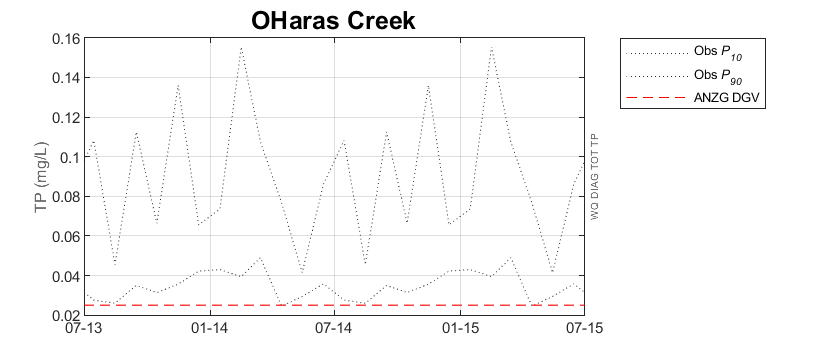 OHaras Creek
0.16
0.14
0.12
0.1
0.08
0.06
0.04
0.02
TP (mg/L)
07-13
01-14
07-14
01-15
07-15
WQ DIAG TOT TP
Obs P10
Obs P90
ANZG DGV